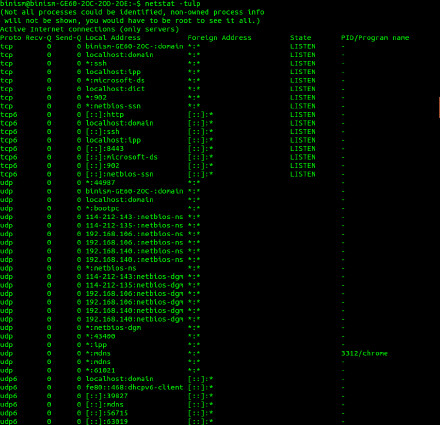 binism@binism-GE60-2OC-2OD-2OE:~$ netstat -tulp
(Not all processes could be identified, non-owned process info
will not be shown, you would have to be root to see it all.)
Active Internet connections (only servers)
Proto Recv-Q Send-Q Local Address Foreign Address State PID/Program name
tcp 0 0 binism-GE60-2OC-:domain *:* LISTEN -
tcp 0 0 localhost:domain *:* LISTEN -
tcp 0 0 *:ssh *:* LISTEN -
tcp 0 0 localhost:ipp *:* LISTEN -
tcp 0 0 *:microsoft-ds *:* LISTEN -
tcp 0 0 localhost:dict *:* LISTEN -
tcp 0 0 *:902 *:* LISTEN -
tcp 0 0 *:netbios-ssn *:* LISTEN -
tcp6 0 0 [::]:http [::]:* LISTEN -
tcp6 0 0 localhost:domain [::]:* LISTEN -
tcp6 0 0 [::]:ssh [::]:* LISTEN -
tcp6 0 0 localhost:ipp [::]:* LISTEN -
tcp6 0 0 [::]:8443 [::]:* LISTEN -
tcp6 0 0 [::]:microsoft-ds [::]:* LISTEN -
tcp6 0 0 [::]:902 [::]:* LISTEN -
tcp6 0 0 [::]:netbios-ssn [::]:* LISTEN -
udp 0 0 *:44987 *:* -
udp 0 0 binism-GE60-2OC-:domain *:* -
udp 0 0 localhost:domain *:* -
udp 0 0 *:bootpc *:* -
udp 0 0 114-212-143-:netbios-ns *:* -
udp 0 0 114-212-135-:netbios-ns *:* -
udp 0 0 192.168.106.:netbios-ns *:* -
udp 0 0 192.168.106.:netbios-ns *:* -
udp 0 0 192.168.140.:netbios-ns *:* -
udp 0 0 192.168.140.:netbios-ns *:* -
udp 0 0 *:netbios-ns *:* -
udp 0 0 114-212-143:netbios-dgm *:* -
udp 0 0 114-212-135:netbios-dgm *:* -
udp 0 0 192.168.106:netbios-dgm *:* -
udp 0 0 192.168.106:netbios-dgm *:* -
udp 0 0 192.168.140:netbios-dgm *:* -
udp 0 0 192.168.140:netbios-dgm *:* -
udp 0 0 *:netbios-dgm *:* -
udp 0 0 *:43400 *:* -
udp 0 0 *:ipp *:* -
udp 0 0 *:mdns *:* 3312/chrome
udp 0 0 *:mdns *:* -
udp 0 0 *:61021 *:* -
udp6 0 0 localhost:domain [::]:* -
udp6 0 0 fe80::468:dhcpv6-client [::]:* -
udp6 0 0 [::]:39827 [::]:* -
udp6 0 0 [::]:mdns [::]:* -
udp6 0 0 [::]:56715 [::]:* -
udp6 0 0 [::]:63019 [::]:* -